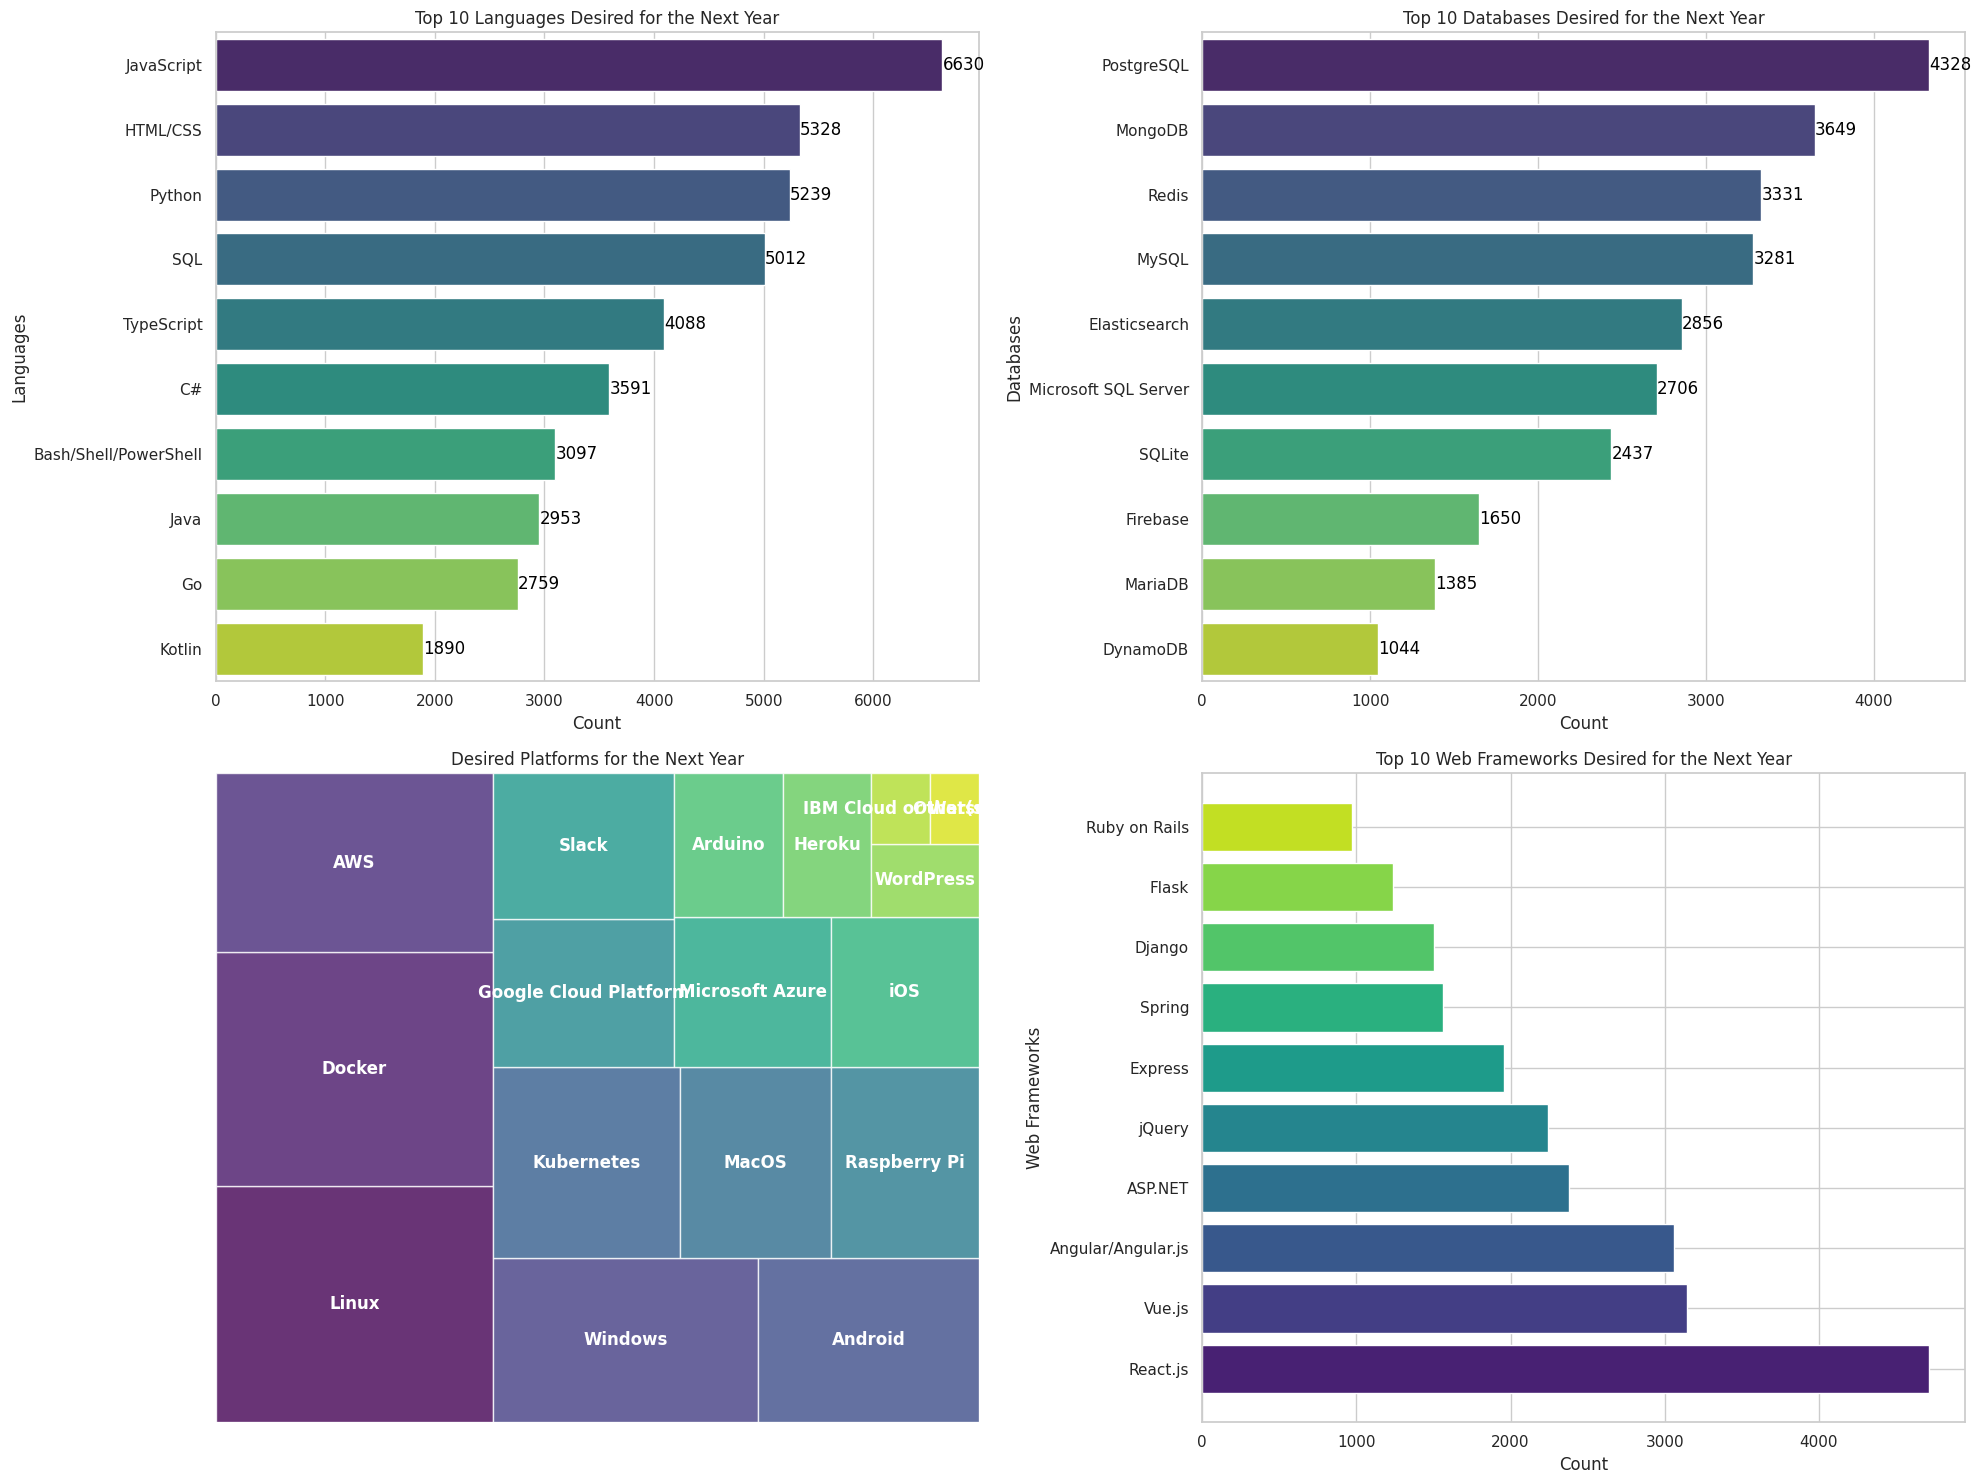 Top 10 Languages Desired for the Next Year
Languages
JavaScript
6630
HTML/CSS
5328
Python
5239
SQL
5012
TypeScript
4088
C#
3591
Bash/Shell/PowerShell
3097
Java
2953
Go
2759
Kotlin
1890
0 1000 2000 3000 4000 5000 6000
Count
Top 10 Databases Desired for the Next Year
Databases
PostgreSQL
4328
MongoDB
3649
Redis
3331
MySQL
3281
Elasticsearch
2856
Microsoft SQL Server
2706
SQLite
2437
Firebase
1650
MariaDB
1385
DynamoDB
1044
0 1000 2000 3000 4000
Count
Desired Platforms for the Next Year
AWS
Slack
Arduino
Heroku
IBM Cloud or
WordPress
Docker
Google Cloud Platform
Microsoft Azure
iOS
Kubernetes
MacOS
Raspberry Pi
Linux
Windows
Android
Top 10 Web Frameworks Desired for the Next Year
Web Frameworks
Ruby on Rails
Flask
Django
Spring
Express
jQuery
ASP.NET
Angular/Angular.js
Vue.js
React.js
0 1000 2000 3000 4000
Count